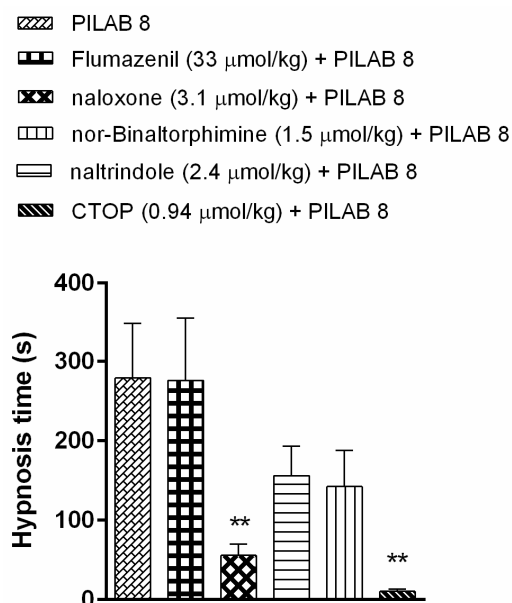 PILAB 8
Flumazenil (33 μmol/kg) + PILAB 8
naloxone (3.1 μmol/kg) + PILAB 8
nor-Binaltorphimine (1.5 μmol/kg) + PILAB 8
naltrindole (2.4 μmol/kg) + PILAB 8
CTOP (0.94 μmol/kg) + PILAB 8
400
300
200
100
0
Hypnosis time (s)
**
**